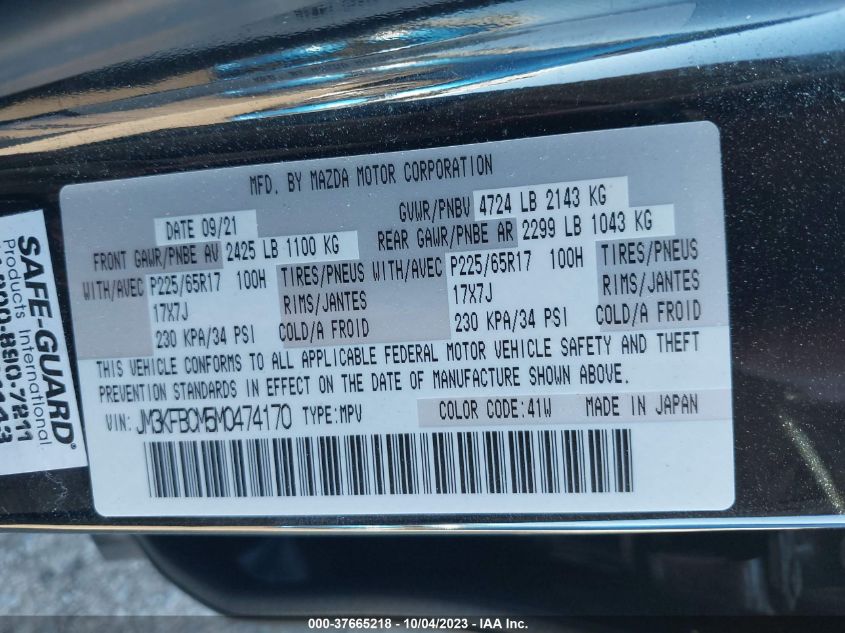 MFD. BY MAZDA MOTOR CORPORATION
DATE 09/21
GVWR/PNBV 4724 LB 2143 KG
FRONT GAWR/PNBE AV 2425 LB 1100 KG
REAR GAWR/PNBE AR 2299 LB 1043 KG
WITH/AVEC P225/65R17 100H TIRES/PNEUS
17X7J RIMS/JANTES
230 KPA/34 PSI COLD/A FROID
WITH/AVEC P225/65R17 100H TIRES/PNEUS
17X7J RIMS/JANTES
230 KPA/34 PSI COLD/A FROID
THIS VEHICLE CONFORMS TO ALL APPLICABLE FEDERAL MOTOR VEHICLE SAFETY AND THEFT
PREVENTION STANDARDS IN EFFECT ON THE DATE OF MANUFACTURE SHOWN ABOVE.
VIN: JM3KFBCM5M0474170 TYPE:MPV
COLOR CODE:41W MADE IN JAPAN
SAFE-GUARD
Products International
000-37665218 - 10/04/2023 - IAA Inc.